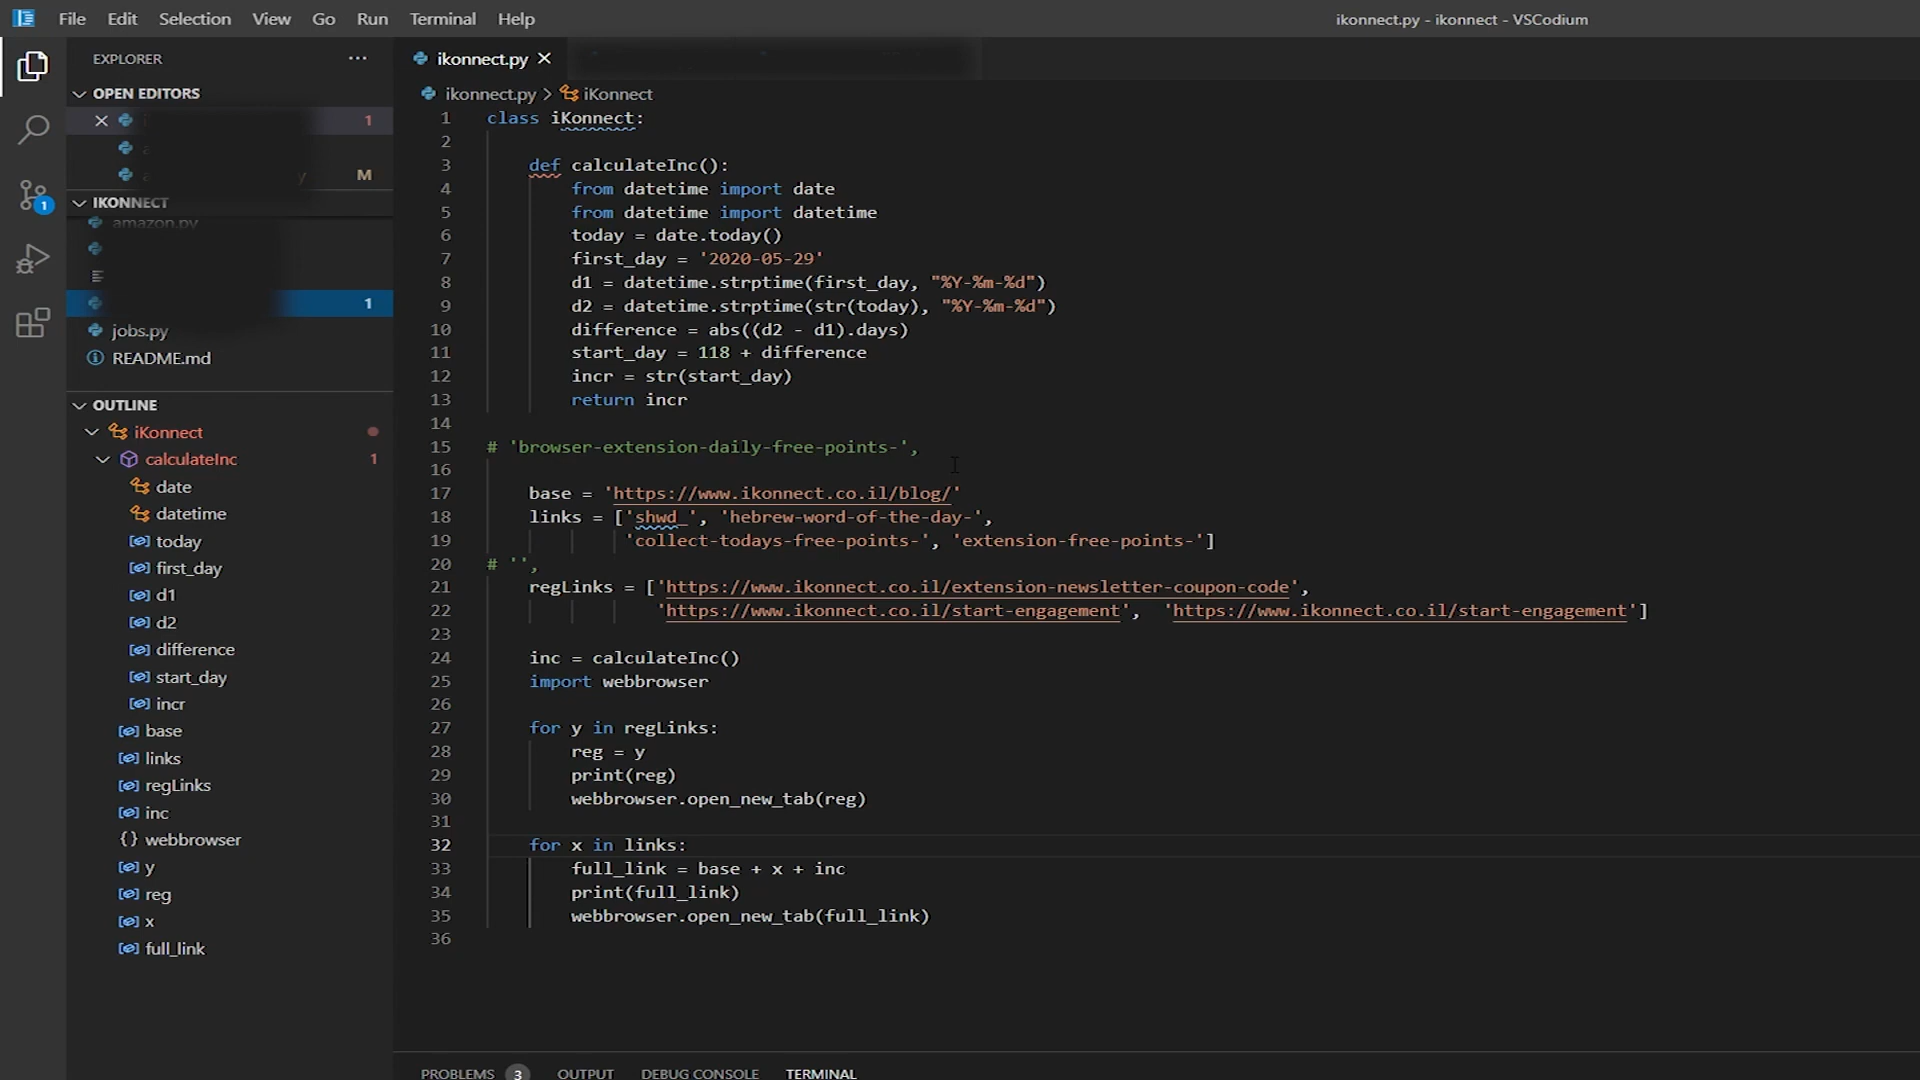 File Edit Selection View Go Run Terminal Help
ikonnect.py - ikonnect - VSCodium
EXPLORER
OPEN EDITORS
1
M
IKONNECT
amazon.py
1
jobs.py
README.md
OUTLINE
iKonnect
calculateInc 1
date
datetime
today
first_day
d1
d2
difference
start_day
incr
base
links
regLinks
inc
webbrowser
y
reg
x
full_link
1
ikonnect.py
ikonnect.py > iKonnect
1 class iKonnect:
2
3 def calculateInc():
4 from datetime import date
5 from datetime import datetime
6 today = date.today()
7 first_day = '2020-05-29'
8 d1 = datetime.strptime(first_day, "%Y-%m-%d")
9 d2 = datetime.strptime(str(today), "%Y-%m-%d")
10 difference = abs((d2 - d1).days)
11 start_day = 118 + difference
12 incr = str(start_day)
13 return incr
14
15 # 'browser-extension-daily-free-points-',
16
17 base = 'https://www.ikonnect.co.il/blog/'
18 links = ['shwd_', 'hebrew-word-of-the-day-',
19 'collect-todays-free-points-', 'extension-free-points-']
20 # '',
21 regLinks = ['https://www.ikonnect.co.il/extension-newsletter-coupon-code',
22 'https://www.ikonnect.co.il/start-engagement', 'https://www.ikonnect.co.il/start-engagement']
23
24 inc = calculateInc()
25 import webbrowser
26
27 for y in regLinks:
28 reg = y
29 print(reg)
30 webbrowser.open_new_tab(reg)
31
32 for x in links:
33 full_link = base + x + inc
34 print(full_link)
35 webbrowser.open_new_tab(full_link)
36
PROBLEMS 3 OUTPUT DEBUG CONSOLE TERMINAL